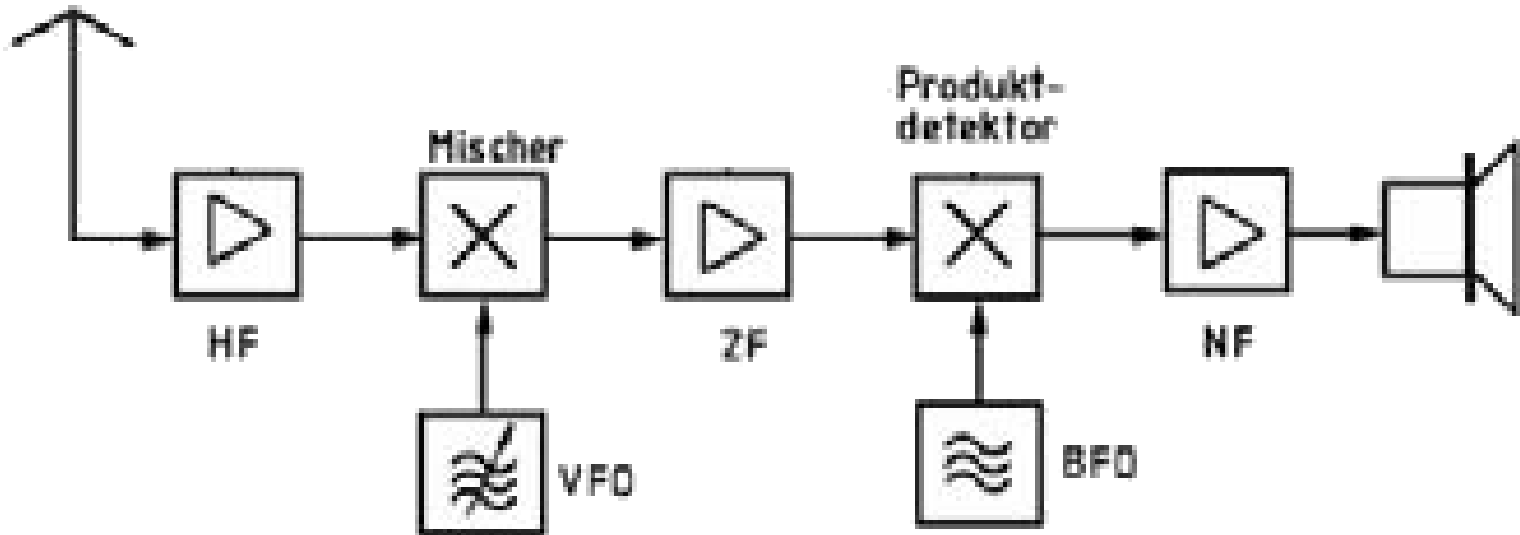 Produkt-
detektor
Mischer
HF
ZF
NF
VFO
BFO